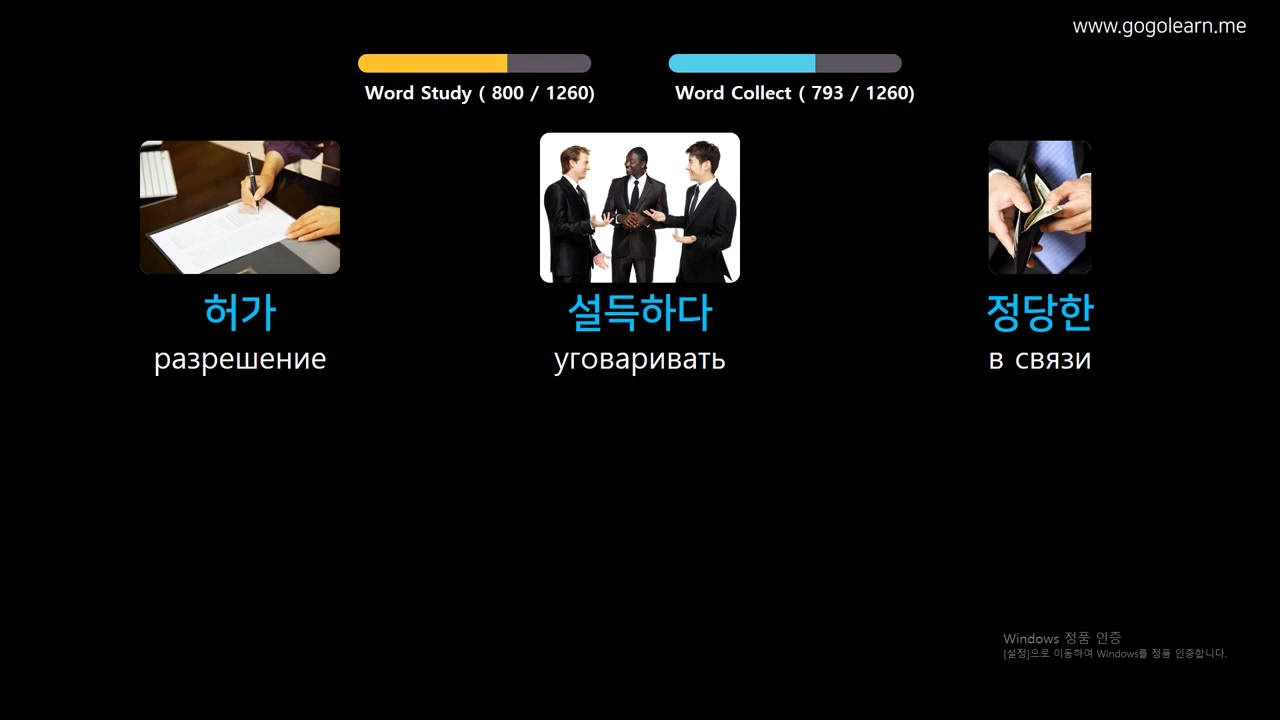 www.gogolearn.me
Word Study ( 800 / 1260)
Word Collect ( 793 / 1260)
허가
설득하다
정당한
разрешение
уговаривать
в связи
Windows 정품 인증
[설정]으로 이동하여 Windows를 정품 인증합니다.